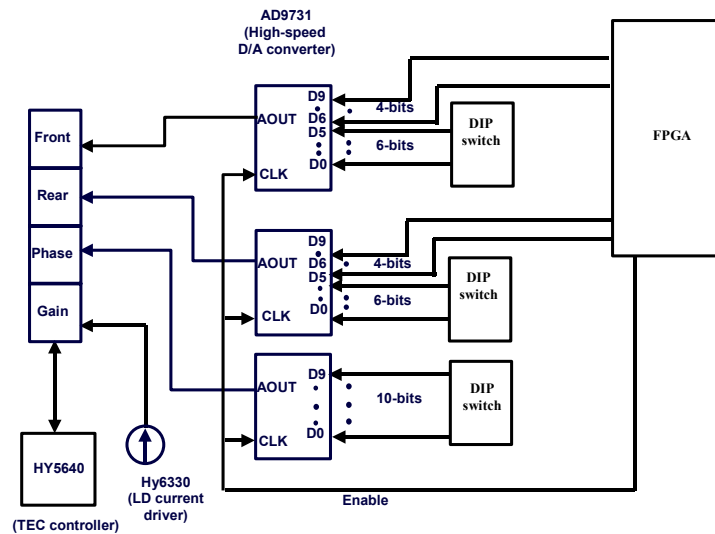 AD9731
(High-speed
D/A converter)
Front
Rear
Phase
Gain
AOUT
CLK
D9
D6
D5
D0
4-bits
6-bits
DIP
switch
FPGA
AOUT
CLK
D9
D6
D5
D0
4-bits
6-bits
DIP
switch
AOUT
CLK
D9
D0
10-bits
DIP
switch
Enable
HY5640
(TEC controller)
Hy6330
(LD current
driver)